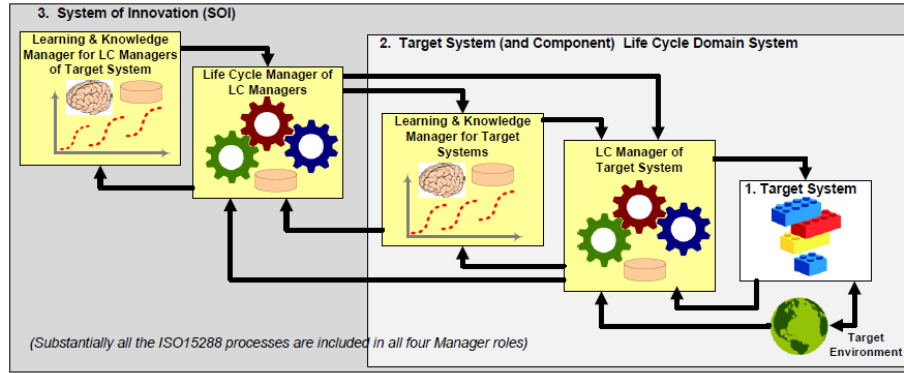 3. System of Innovation (SOI)
Learning & Knowledge
Manager for LC Managers
of Target System
2. Target System (and Component) Life Cycle Domain System
Life Cycle Manager of
LC Managers
Learning & Knowledge
Manager for Target
Systems
LC Manager of
Target System
1. Target System
(Substantially all the ISO15288 processes are included in all four Manager roles)
Target
Environment